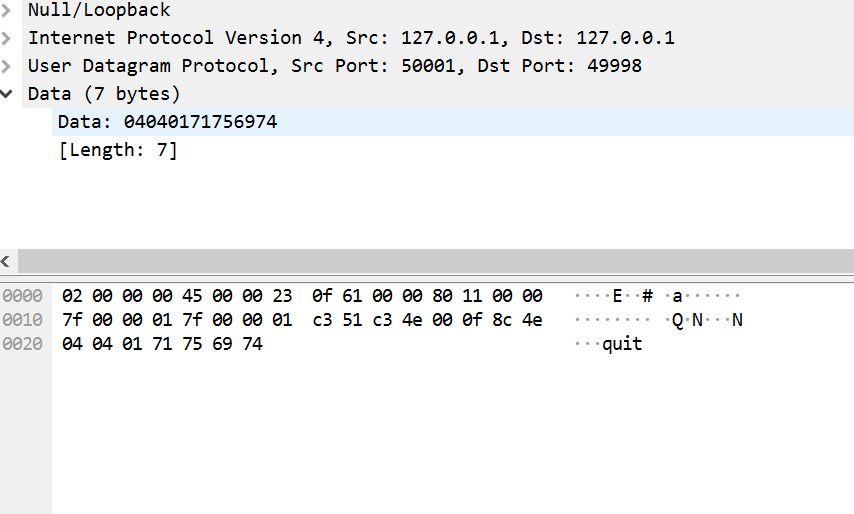 Null/Loopback
Internet Protocol Version 4, Src: 127.0.0.1, Dst: 127.0.0.1
User Datagram Protocol, Src Port: 50001, Dst Port: 49998
Data (7 bytes)
Data: 04040171756974
[Length: 7]
0000 02 00 00 00 45 00 00 23 0f 61 00 00 80 11 00 00 ····E··# ·a······
0010 7f 00 00 01 7f 00 00 01 c3 51 c3 4e 00 0f 8c 4e ········ ·Q·N···N
0020 04 04 01 71 75 69 74 ···quit